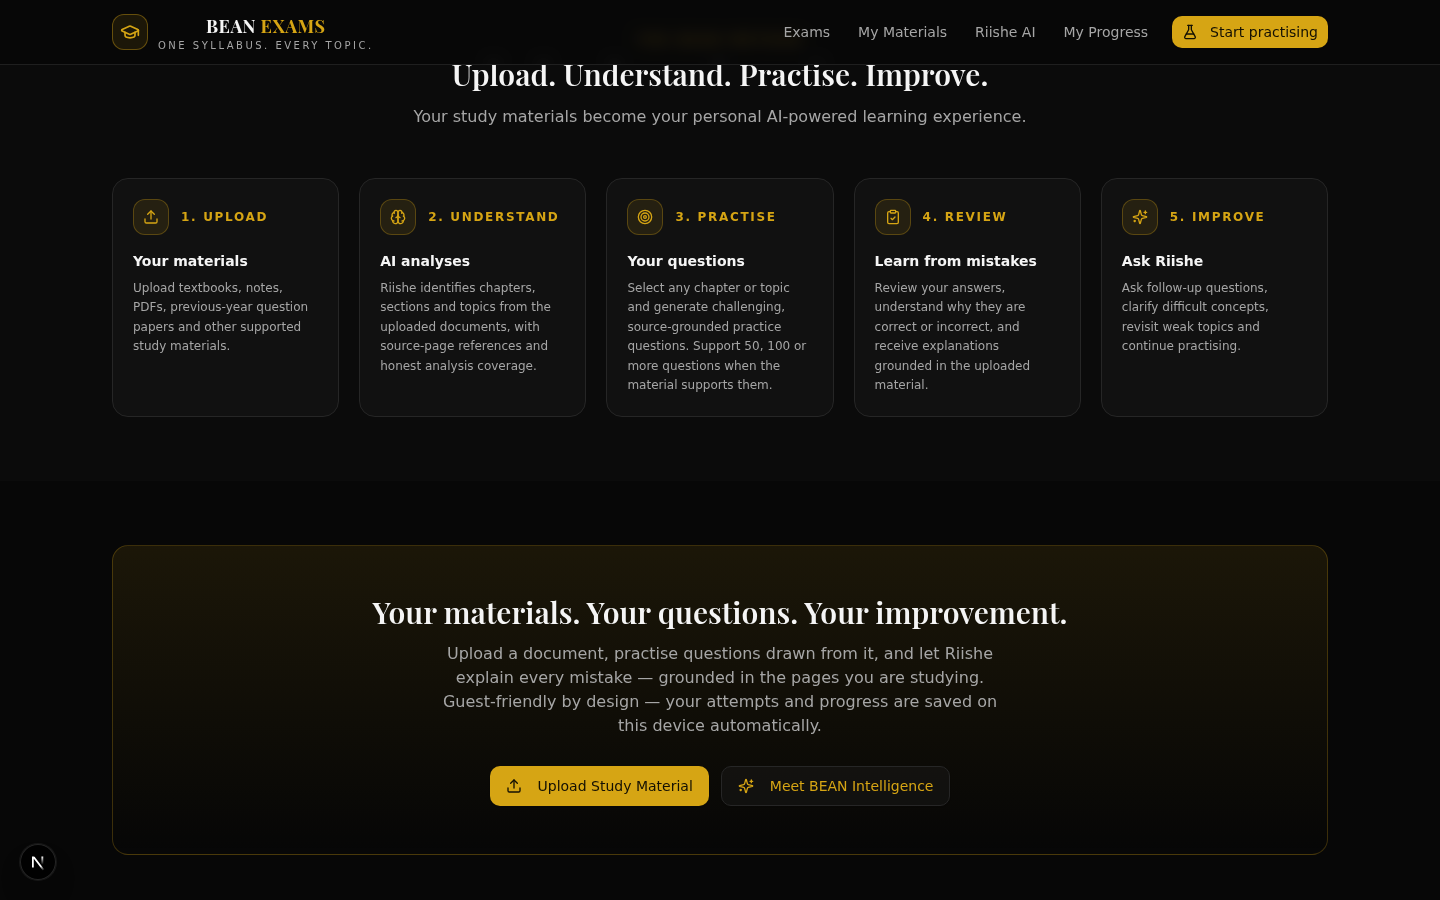 BEAN EXAMS
ONE SYLLABUS. EVERY TOPIC.
Exams
My Materials
Riishe AI
My Progress
Start practising
Upload. Understand. Practise. Improve.
Your study materials become your personal AI-powered learning experience.
1. UPLOAD
Your materials
Upload textbooks, notes,
PDFs, previous-year question
papers and other supported
study materials.
2. UNDERSTAND
AI analyses
Riishe identifies chapters,
sections and topics from the
uploaded documents, with
source-page references and
honest analysis coverage.
3. PRACTISE
Your questions
Select any chapter or topic
and generate challenging,
source-grounded practice
questions. Support 50, 100 or
more questions when the
material supports them.
4. REVIEW
Learn from mistakes
Review your answers,
understand why they are
correct or incorrect, and
receive explanations
grounded in the uploaded
material.
5. IMPROVE
Ask Riishe
Ask follow-up questions,
clarify difficult concepts,
revisit weak topics and
continue practising.
Your materials. Your questions. Your improvement.
Upload a document, practise questions drawn from it, and let Riishe
explain every mistake — grounded in the pages you are studying.
Guest-friendly by design — your attempts and progress are saved on
this device automatically.
Upload Study Material
Meet BEAN Intelligence
N